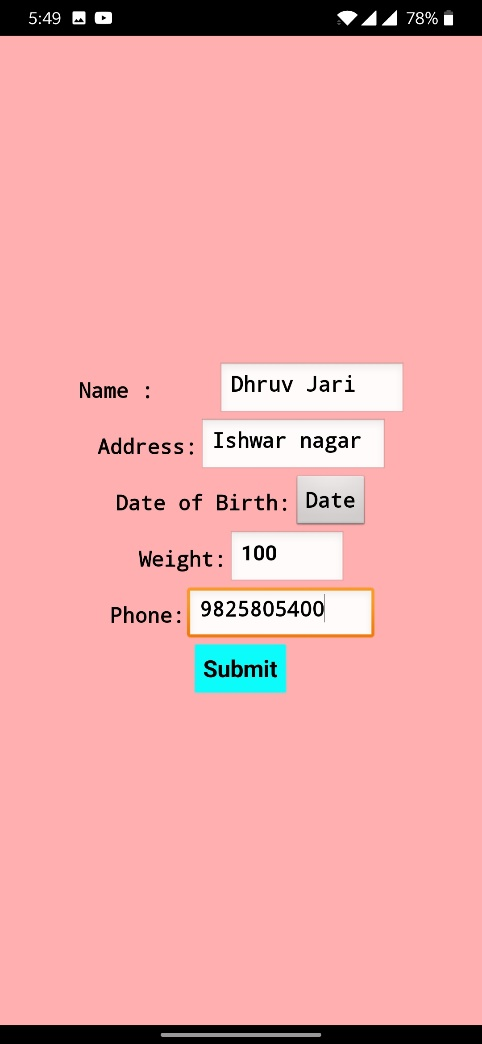 5:49 78%
Name : Dhruv Jari
Address: Ishwar nagar
Date of Birth: Date
Weight: 100
Phone: 9825805400
Submit